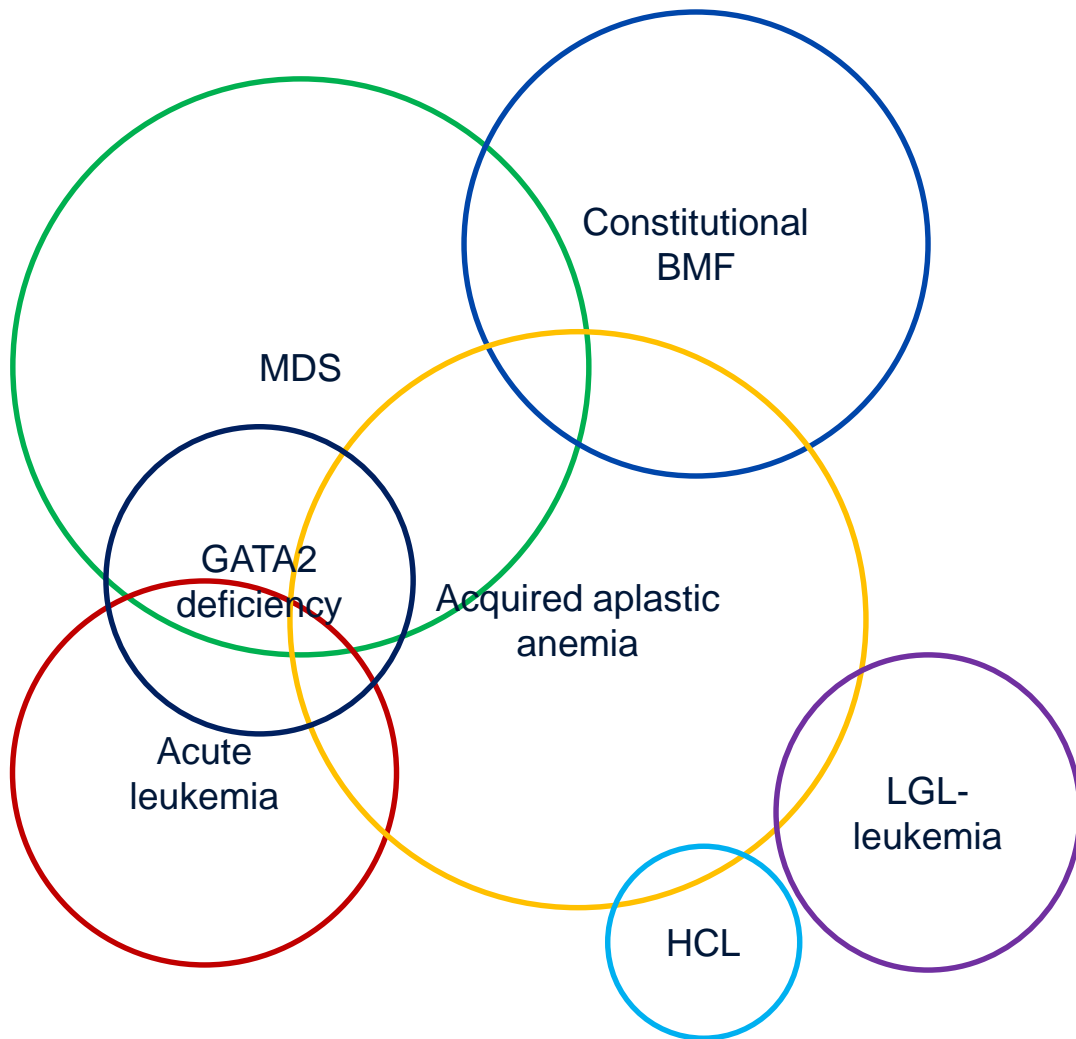 Constitutional
BMF
MDS
GATA2
deficiency
Acquired aplastic
anemia
Acute
leukemia
LGL-
leukemia
HCL